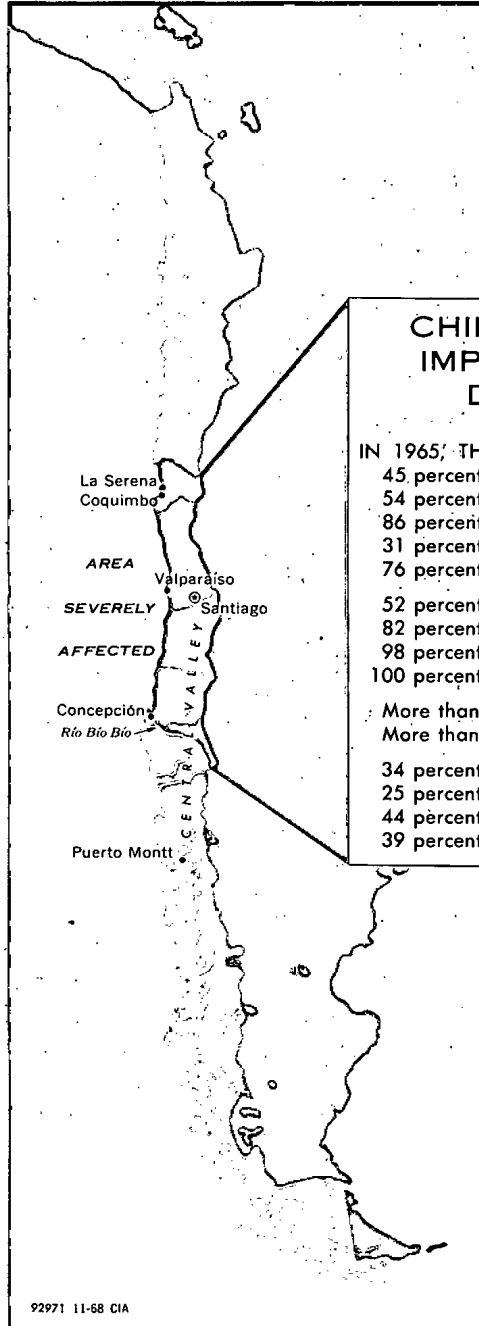 La Serena
Coquimbo
AREA
Valparaíso
SEVERELY
Santiago
AFFECTED
CENTRAL VALLEY
Concepción
Río Bío Bío
Puerto Montt
CHI
IMP
D
IN 1965, TH
45 percent
54 percent
86 percent
31 percent
76 percent
52 percent
82 percent
98 percent
100 percent
More than
More than
34 percent
25 percent
44 percent
39 percent
92971 11-68 CIA